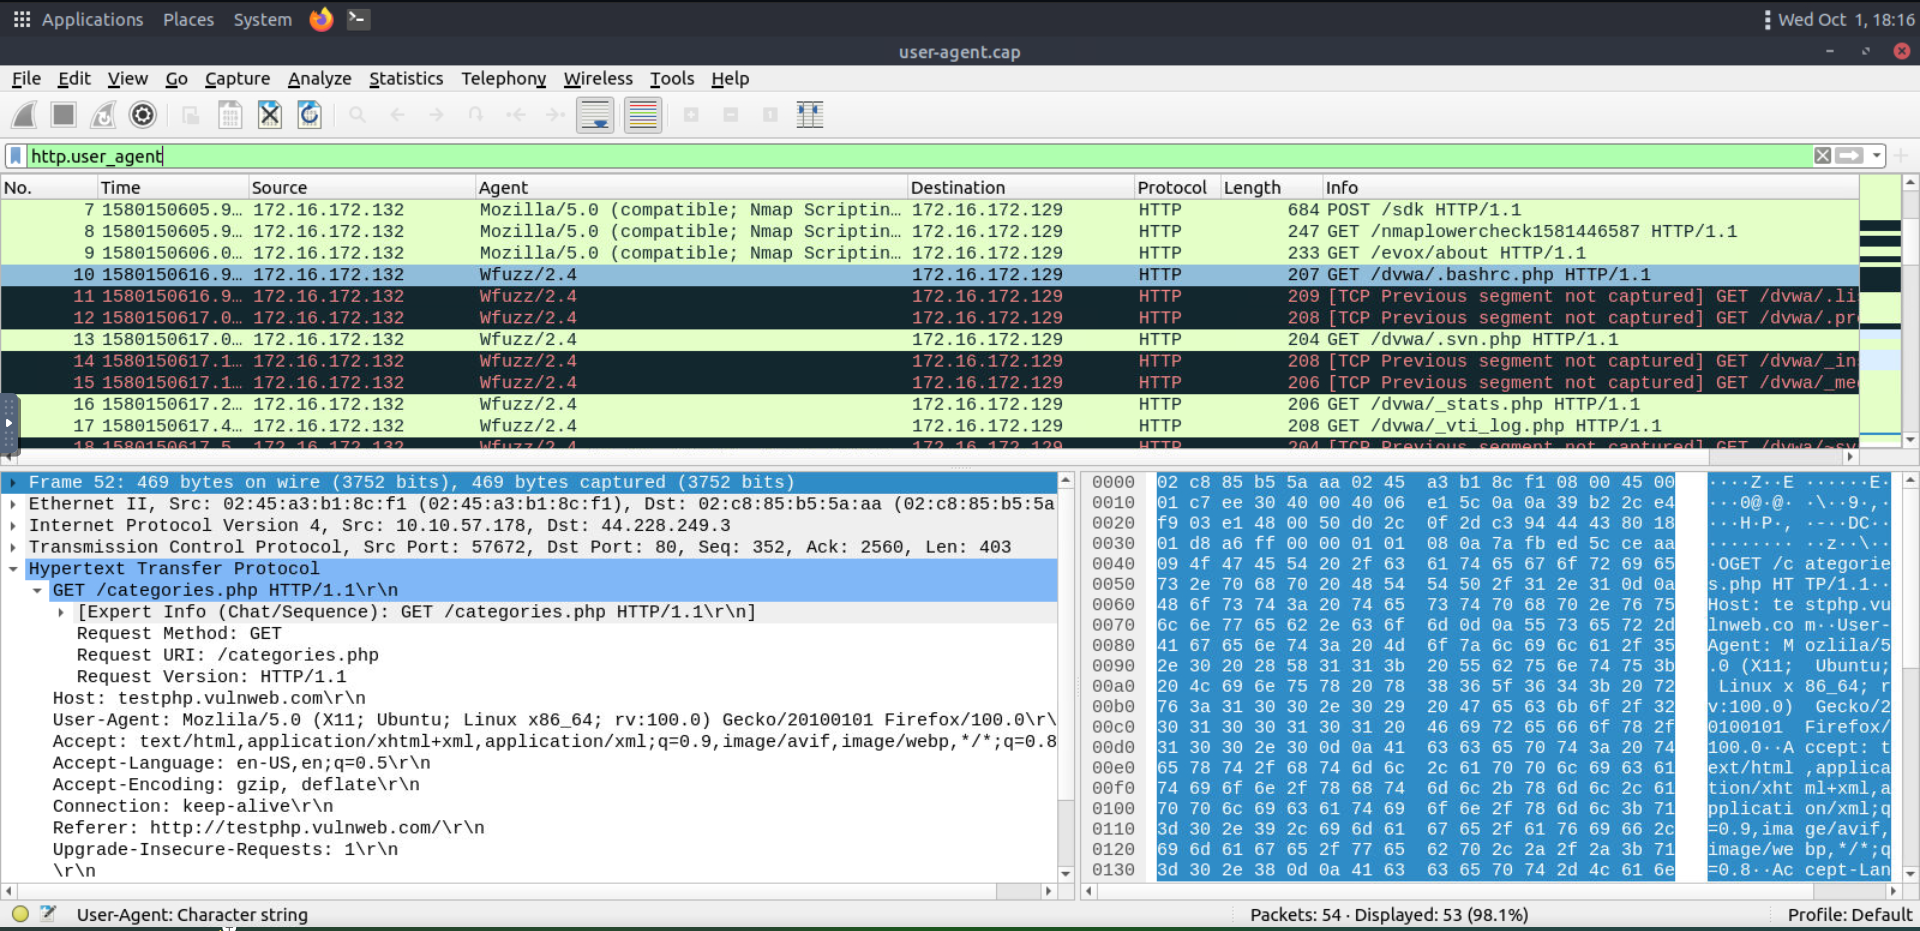 Applications Places System Wed Oct 1, 18:16
user-agent.cap
File Edit View Go Capture Analyze Statistics Telephony Wireless Tools Help
http.user_agent
No. Time Source Agent Destination Protocol Length Info
7 1580150605.9… 172.16.172.132 Mozilla/5.0 (compatible; Nmap Scriptin… 172.16.172.129 HTTP 684 POST /sdk HTTP/1.1
8 1580150605.9… 172.16.172.132 Mozilla/5.0 (compatible; Nmap Scriptin… 172.16.172.129 HTTP 247 GET /nmaplowercheck1581446587 HTTP/1.1
9 1580150606.0… 172.16.172.132 Mozilla/5.0 (compatible; Nmap Scriptin… 172.16.172.129 HTTP 233 GET /evox/about HTTP/1.1
10 1580150616.9… 172.16.172.132 Wfuzz/2.4 172.16.172.129 HTTP 207 GET /dvwa/.bashrc.php HTTP/1.1
11 1580150616.9… 172.16.172.132 Wfuzz/2.4 172.16.172.129 HTTP 209 [TCP Previous segment not captured] GET /dvwa/.li
12 1580150617.0… 172.16.172.132 Wfuzz/2.4 172.16.172.129 HTTP 208 [TCP Previous segment not captured] GET /dvwa/.pr
13 1580150617.0… 172.16.172.132 Wfuzz/2.4 172.16.172.129 HTTP 204 GET /dvwa/.svn.php HTTP/1.1
14 1580150617.1… 172.16.172.132 Wfuzz/2.4 172.16.172.129 HTTP 208 [TCP Previous segment not captured] GET /dvwa/_in
15 1580150617.1… 172.16.172.132 Wfuzz/2.4 172.16.172.129 HTTP 206 [TCP Previous segment not captured] GET /dvwa/_me
16 1580150617.2… 172.16.172.132 Wfuzz/2.4 172.16.172.129 HTTP 206 GET /dvwa/_stats.php HTTP/1.1
17 1580150617.4… 172.16.172.132 Wfuzz/2.4 172.16.172.129 HTTP 208 GET /dvwa/_vti_log.php HTTP/1.1
18 1580150617.5… 172.16.172.132 Wfuzz/2.4 172.16.172.129 HTTP 204 [TCP Previous segment not captured] GET /dvwa/~sy
Frame 52: 469 bytes on wire (3752 bits), 469 bytes captured (3752 bits)
Ethernet II, Src: 02:45:a3:b1:8c:f1 (02:45:a3:b1:8c:f1), Dst: 02:c8:85:b5:5a:aa (02:c8:85:b5:5a
Internet Protocol Version 4, Src: 10.10.57.178, Dst: 44.228.249.3
Transmission Control Protocol, Src Port: 57672, Dst Port: 80, Seq: 352, Ack: 2560, Len: 403
Hypertext Transfer Protocol
GET /categories.php HTTP/1.1\r\n
[Expert Info (Chat/Sequence): GET /categories.php HTTP/1.1\r\n]
Request Method: GET
Request URI: /categories.php
Request Version: HTTP/1.1
Host: testphp.vulnweb.com\r\n
User-Agent: Mozlila/5.0 (X11; Ubuntu; Linux x86_64; rv:100.0) Gecko/20100101 Firefox/100.0\r\
Accept: text/html,application/xhtml+xml,application/xml;q=0.9,image/avif,image/webp,*/*;q=0.8
Accept-Language: en-US,en;q=0.5\r\n
Accept-Encoding: gzip, deflate\r\n
Connection: keep-alive\r\n
Referer: http://testphp.vulnweb.com/\r\n
Upgrade-Insecure-Requests: 1\r\n
\r\n
0000 02 c8 85 b5 5a aa 02 45 a3 b1 8c f1 08 00 45 00 ····Z··E ······E·
0010 01 c7 ee 30 40 00 40 06 e1 5c 0a 0a 39 b2 2c e4 ···0@·@· ·\··9·,·
0020 f9 03 e1 48 00 50 d0 2c 0f 2d c3 94 44 43 80 18 ···H·P·, ·-··DC··
0030 01 d8 a6 ff 00 00 01 01 08 0a 7a fb ed 5c ce aa ········ ··z··\··
0040 09 4f 47 45 54 20 2f 63 61 74 65 67 6f 72 69 65 ·OGET /c ategorie
0050 73 2e 70 68 70 20 48 54 54 50 2f 31 2e 31 0d 0a s.php HT TP/1.1··
0060 48 6f 73 74 3a 20 74 65 73 74 70 68 70 2e 76 75 Host: te stphp.vu
0070 6c 6e 77 65 62 2e 63 6f 6d 0d 0a 55 73 65 72 2d lnweb.co m··User-
0080 41 67 65 6e 74 3a 20 4d 6f 7a 6c 69 6c 61 2f 35 Agent: M ozlila/5
0090 2e 30 20 28 58 31 31 3b 20 55 62 75 6e 74 75 3b .0 (X11; Ubuntu;
00a0 20 4c 69 6e 75 78 20 78 38 36 5f 36 34 3b 20 72 Linux x 86_64; r
00b0 76 3a 31 30 30 2e 30 29 20 47 65 63 6b 6f 2f 32 v:100.0) Gecko/2
00c0 30 31 30 30 31 30 31 20 46 69 72 65 66 6f 78 2f 0100101 Firefox/
00d0 31 30 30 2e 30 0d 0a 41 63 63 65 70 74 3a 20 74 100.0··A ccept: t
00e0 65 78 74 2f 68 74 6d 6c 2c 61 70 70 6c 69 63 61 ext/html ,applica
00f0 74 69 6f 6e 2f 78 68 74 6d 6c 2b 78 6d 6c 2c 61 tion/xht ml+xml,a
0100 70 70 6c 69 63 61 74 69 6f 6e 2f 78 6d 6c 3b 71 pplicati on/xml;q
0110 3d 30 2e 39 2c 69 6d 61 67 65 2f 61 76 69 66 2c =0.9,ima ge/avif,
0120 69 6d 61 67 65 2f 77 65 62 70 2c 2a 2f 2a 3b 71 image/we bp,*/*;q
0130 3d 30 2e 38 0d 0a 41 63 63 65 70 74 2d 4c 61 6e =0.8··Ac cept-Lan
User-Agent: Character string Packets: 54 · Displayed: 53 (98.1%) Profile: Default